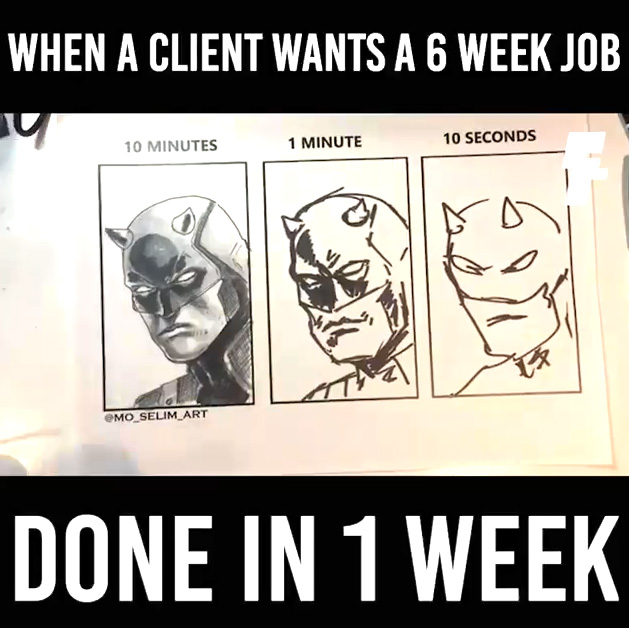 WHEN A CLIENT WANTS A 6 WEEK JOB
10 MINUTES
1 MINUTE
10 SECONDS
F
@MO_SELIM_ART
DONE IN 1 WEEK